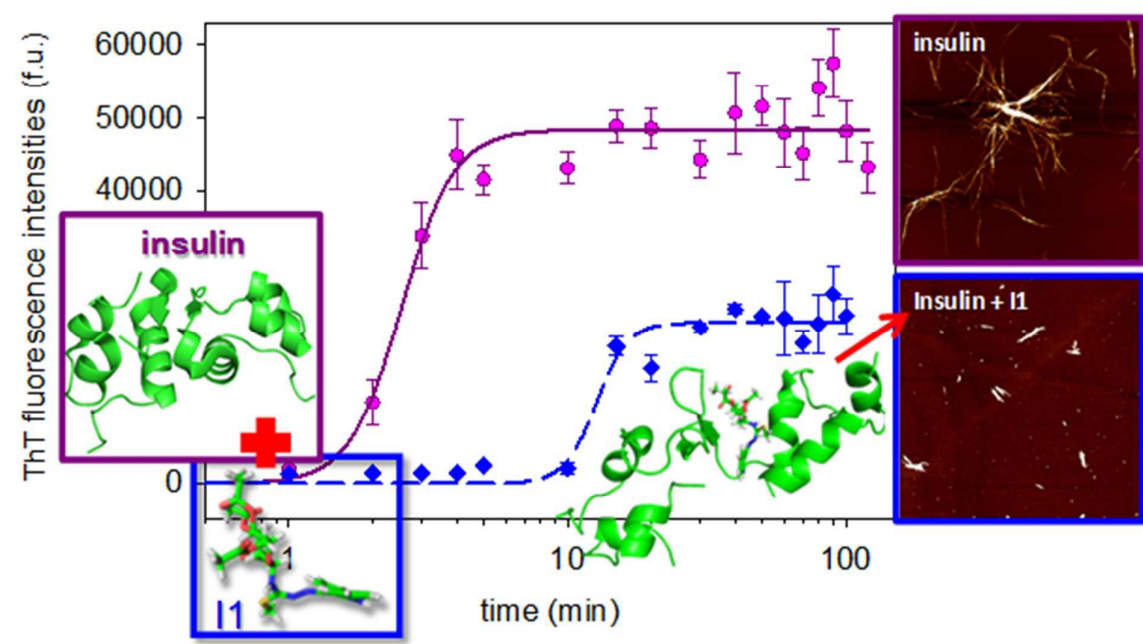 ThT fluorescence intensities (f.u.)
60000
50000
40000
0
insulin
I1
1
10
100
time (min)
insulin
Insulin + I1